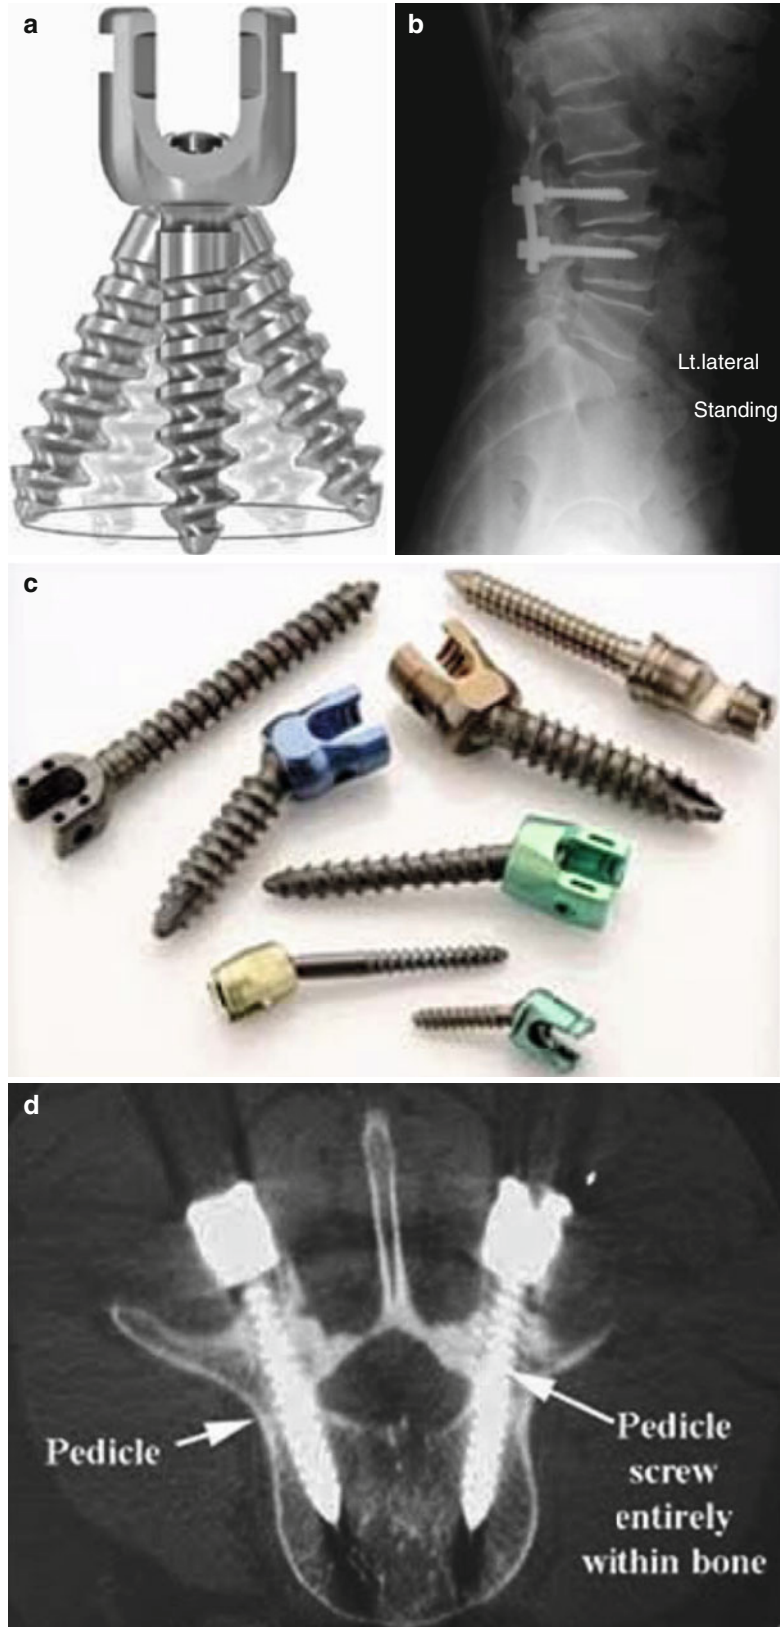 a
b
Lt.lateral
Standing
c
d
Pedicle
Pedicle
screw
entirely
within bone